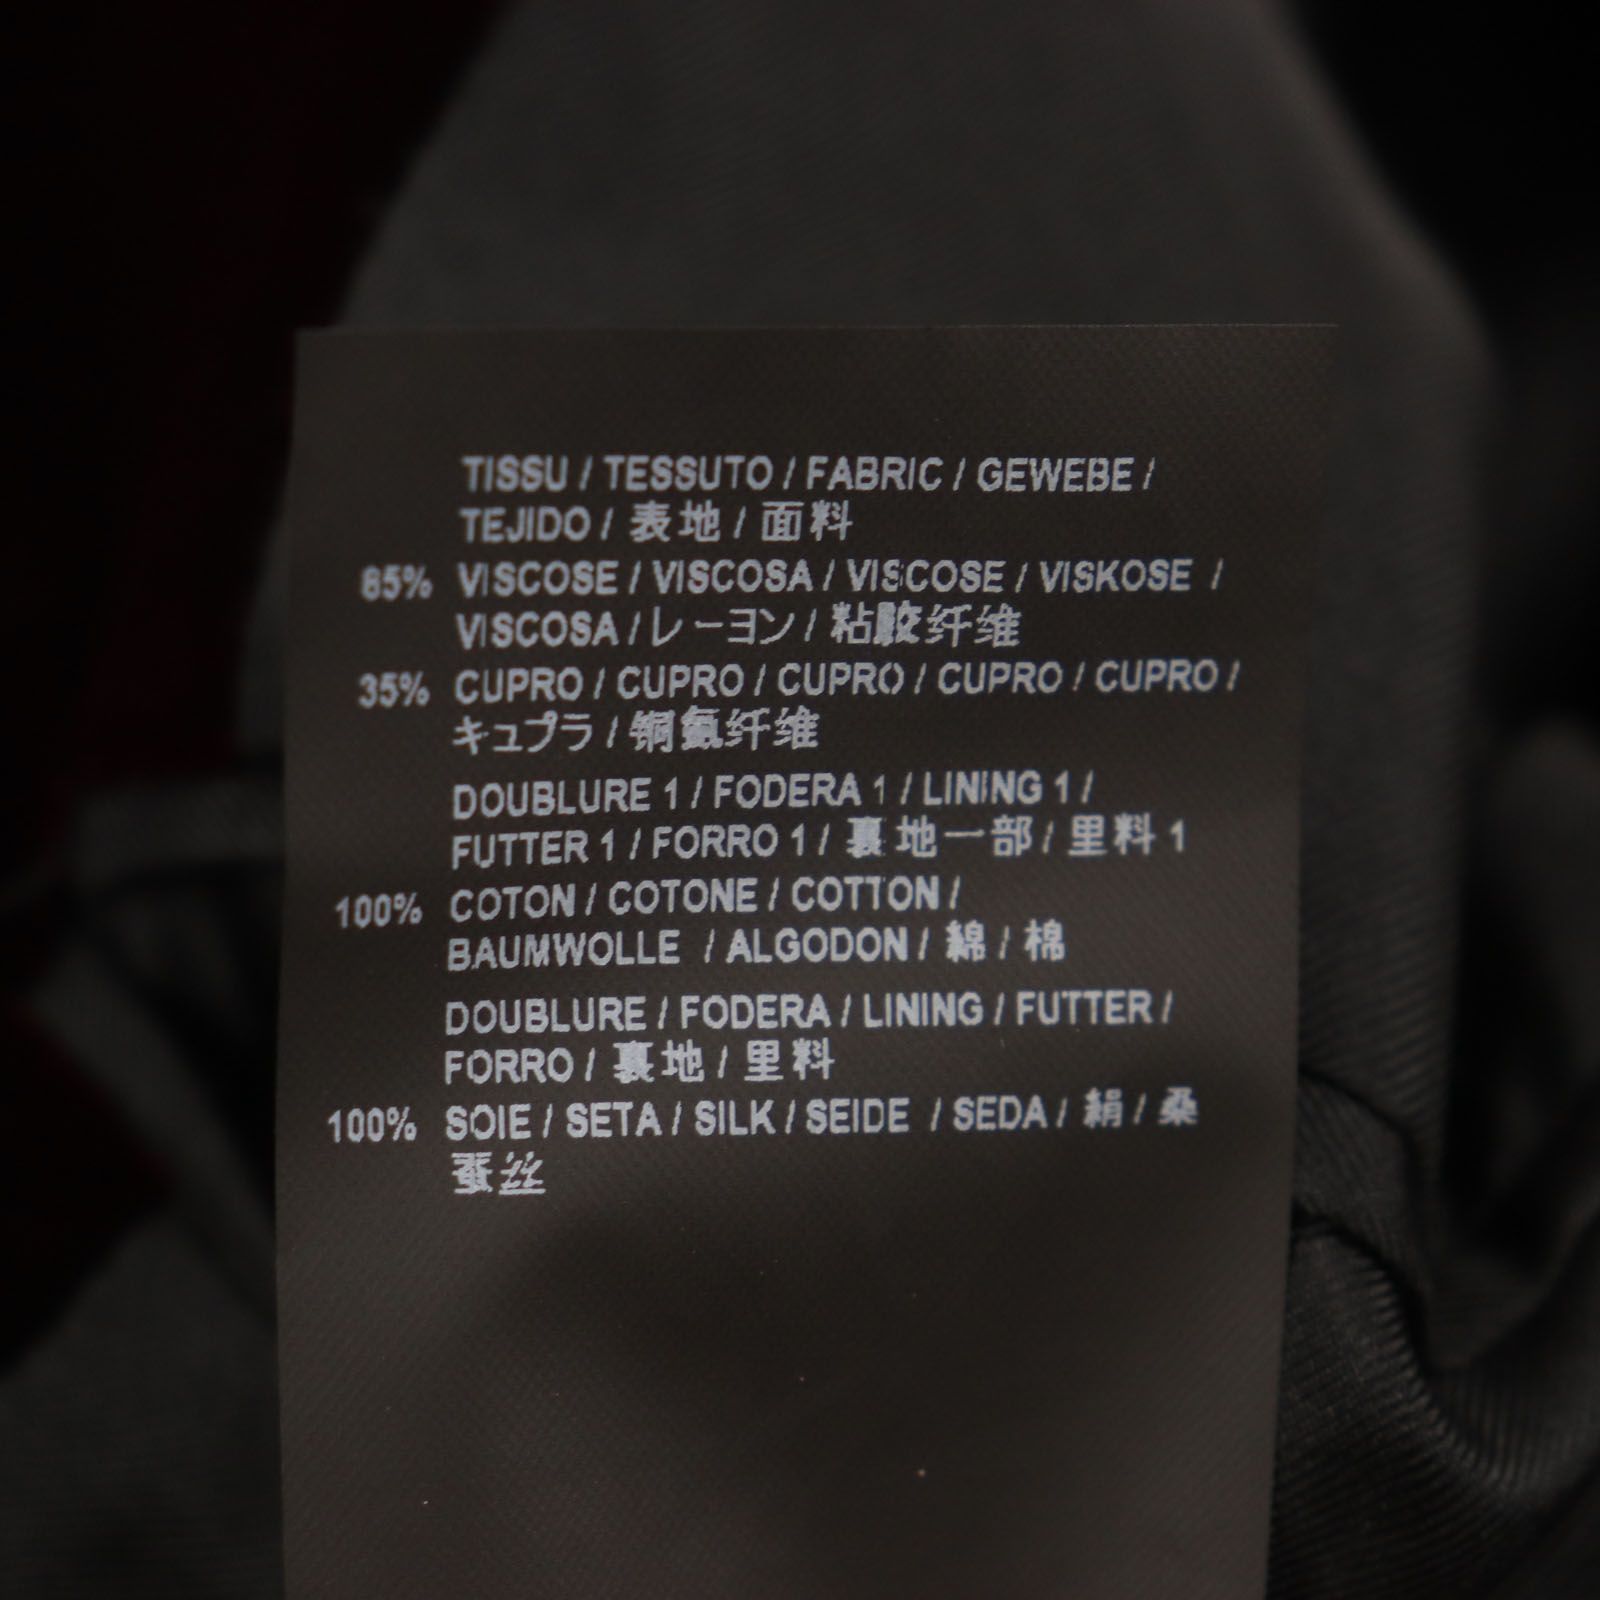 TISSU / TESSUTO / FABRIC / GEWEBE /
TEJIDO / 表地 / 面料
65% VISCOSE / VISCOSA / VISCOSE / VISKOSE /
VISCOSA / レーヨン / 粘胶纤维
35% CUPRO / CUPRO / CUPRO / CUPRO / CUPRO /
キュプラ / 铜氨纤维
DOUBLURE 1 / FODERA 1 / LINING 1 /
FUTTER 1 / FORRO 1 / 裏地一部 / 里料 1
100% COTON / COTONE / COTTON /
BAUMWOLLE / ALGODON / 綿 / 棉
DOUBLURE / FODERA / LINING / FUTTER /
FORRO / 裏地 / 里料
100% SOIE / SETA / SILK / SEIDE / SEDA / 絹 / 桑
蚕丝